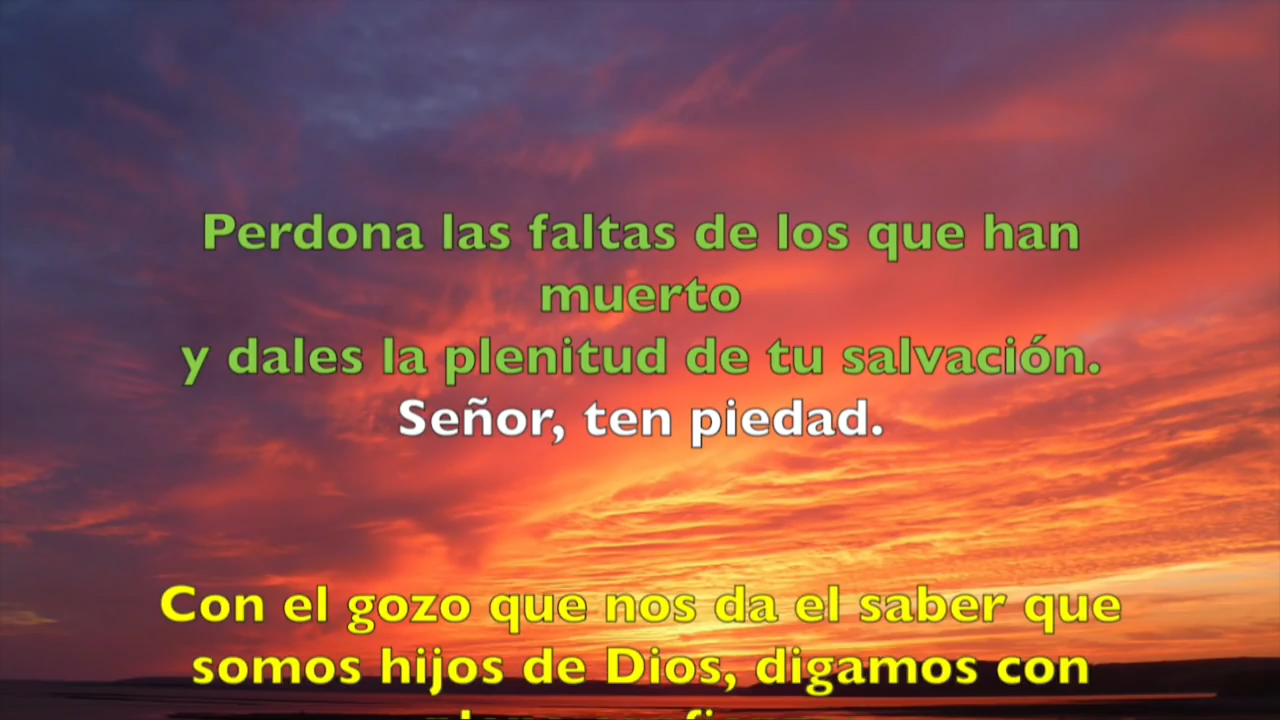 Perdona las faltas de los que han
muerto
y dales la plenitud de tu salvación.
Señor, ten piedad.
Con el gozo que nos da el saber que
somos hijos de Dios, digamos con